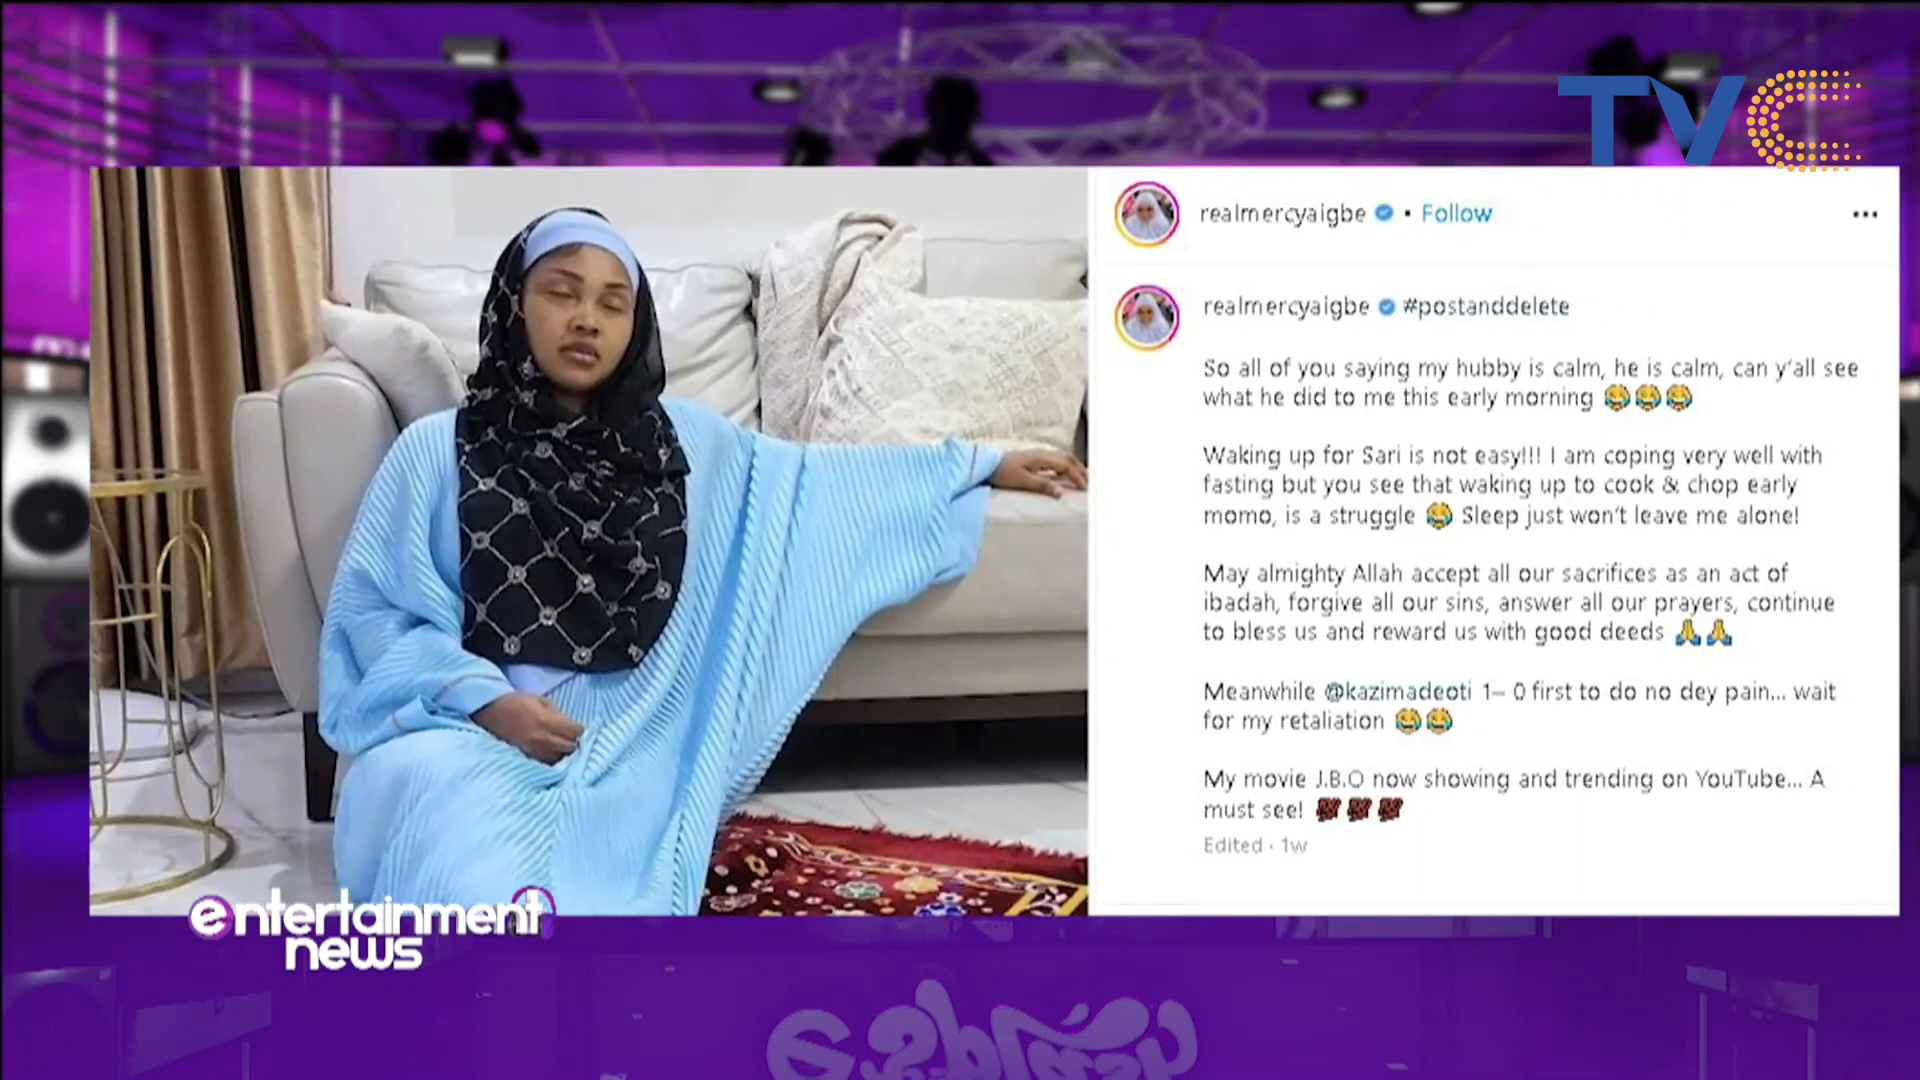 TVC
realmercyaigbe • Follow
realmercyaigbe #postanddelete
So all of you saying my hubby is calm, he is calm, can y'all see
what he did to me this early morning 😂😂😂
Waking up for Sari is not easy!!! I am coping very well with
fasting but you see that waking up to cook & chop early
momo, is a struggle 😂 Sleep just won't leave me alone!
May almighty Allah accept all our sacrifices as an act of
ibadah, forgive all our sins, answer all our prayers, continue
to bless us and reward us with good deeds 🙏🙏
Meanwhile @kazimadeoti 1– 0 first to do no dey pain... wait
for my retaliation 😂😂
My movie J.B.O now showing and trending on YouTube... A
must see! 💯💯💯
Edited · 1w
entertainment
news